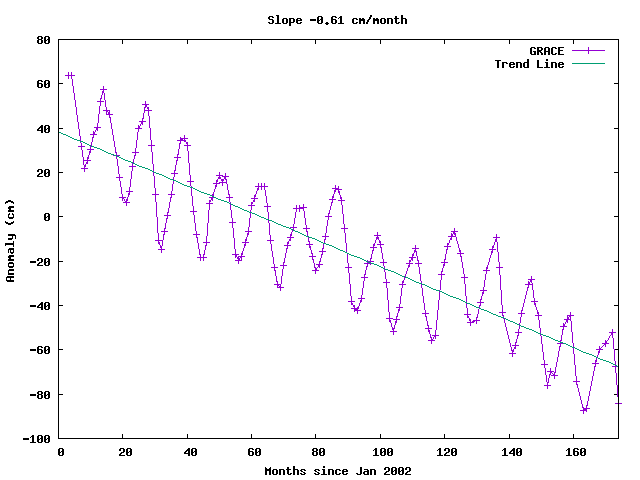 Slope -0.61 cm/month
GRACE
Trend Line
80
60
40
20
0
-20
-40
-60
-80
-100
Anomaly (cm)
0 20 40 60 80 100 120 140 160
Months since Jan 2002